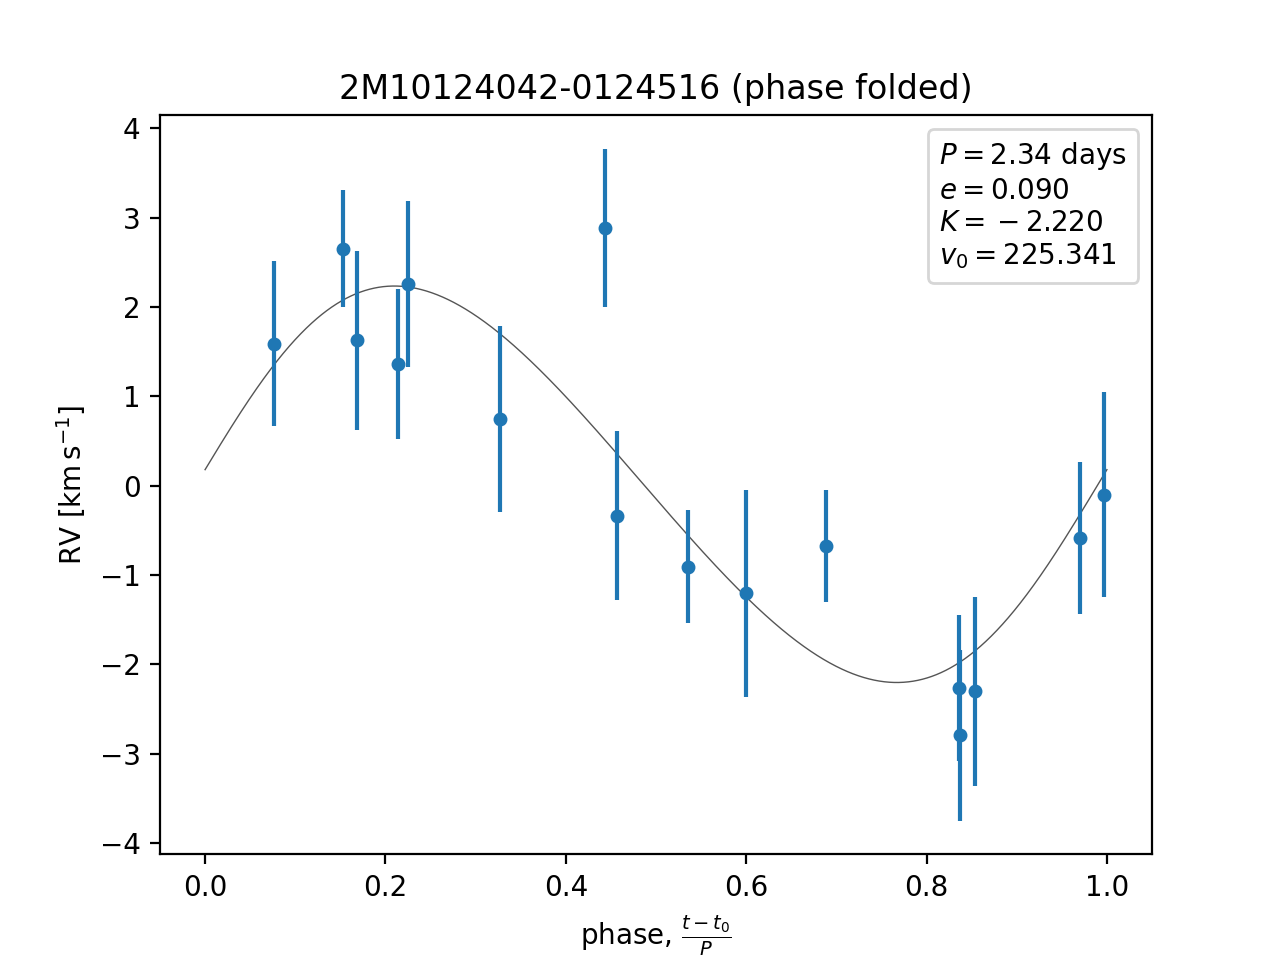 2M10124042-0124516 (phase folded)
P = 2.34 days
e = 0.090
K = −2.220
v₀ = 225.341
RV [km s⁻¹]
4
3
2
1
0
−1
−2
−3
−4
0.0 0.2 0.4 0.6 0.8 1.0
phase, (t − t₀)/P